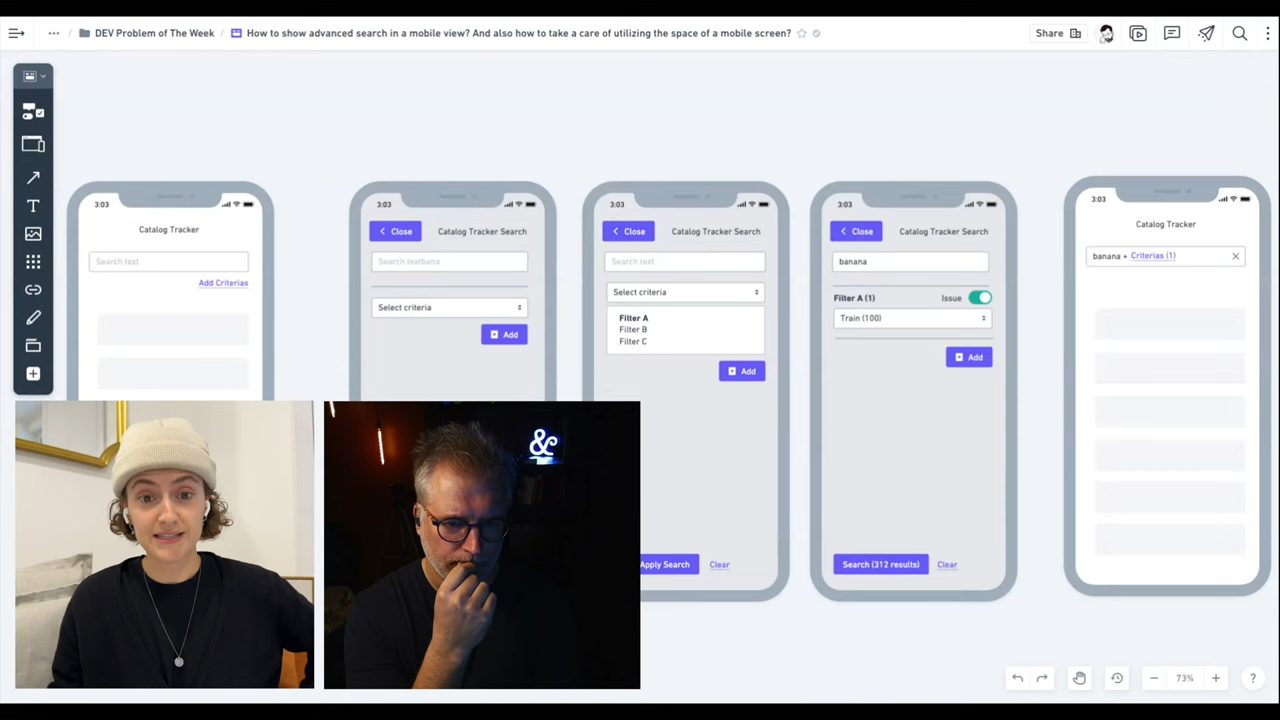 ... / DEV Problem of The Week / How to show advanced search in a mobile view? And also how to take a care of utilizing the space of a mobile screen?
Share
T
3:03
Catalog Tracker
Search text
Add Criterias
3:03
Close
Catalog Tracker Search
Search textbana
Select criteria
Add
3:03
Close
Catalog Tracker Search
Search text
Select criteria
Filter A
Filter B
Filter C
Add
Apply Search
Clear
3:03
Close
Catalog Tracker Search
banana
Filter A (1)
Issue
Train (100)
Add
Search (312 results)
Clear
3:03
Catalog Tracker
banana + Criterias (1)
&
73%
?